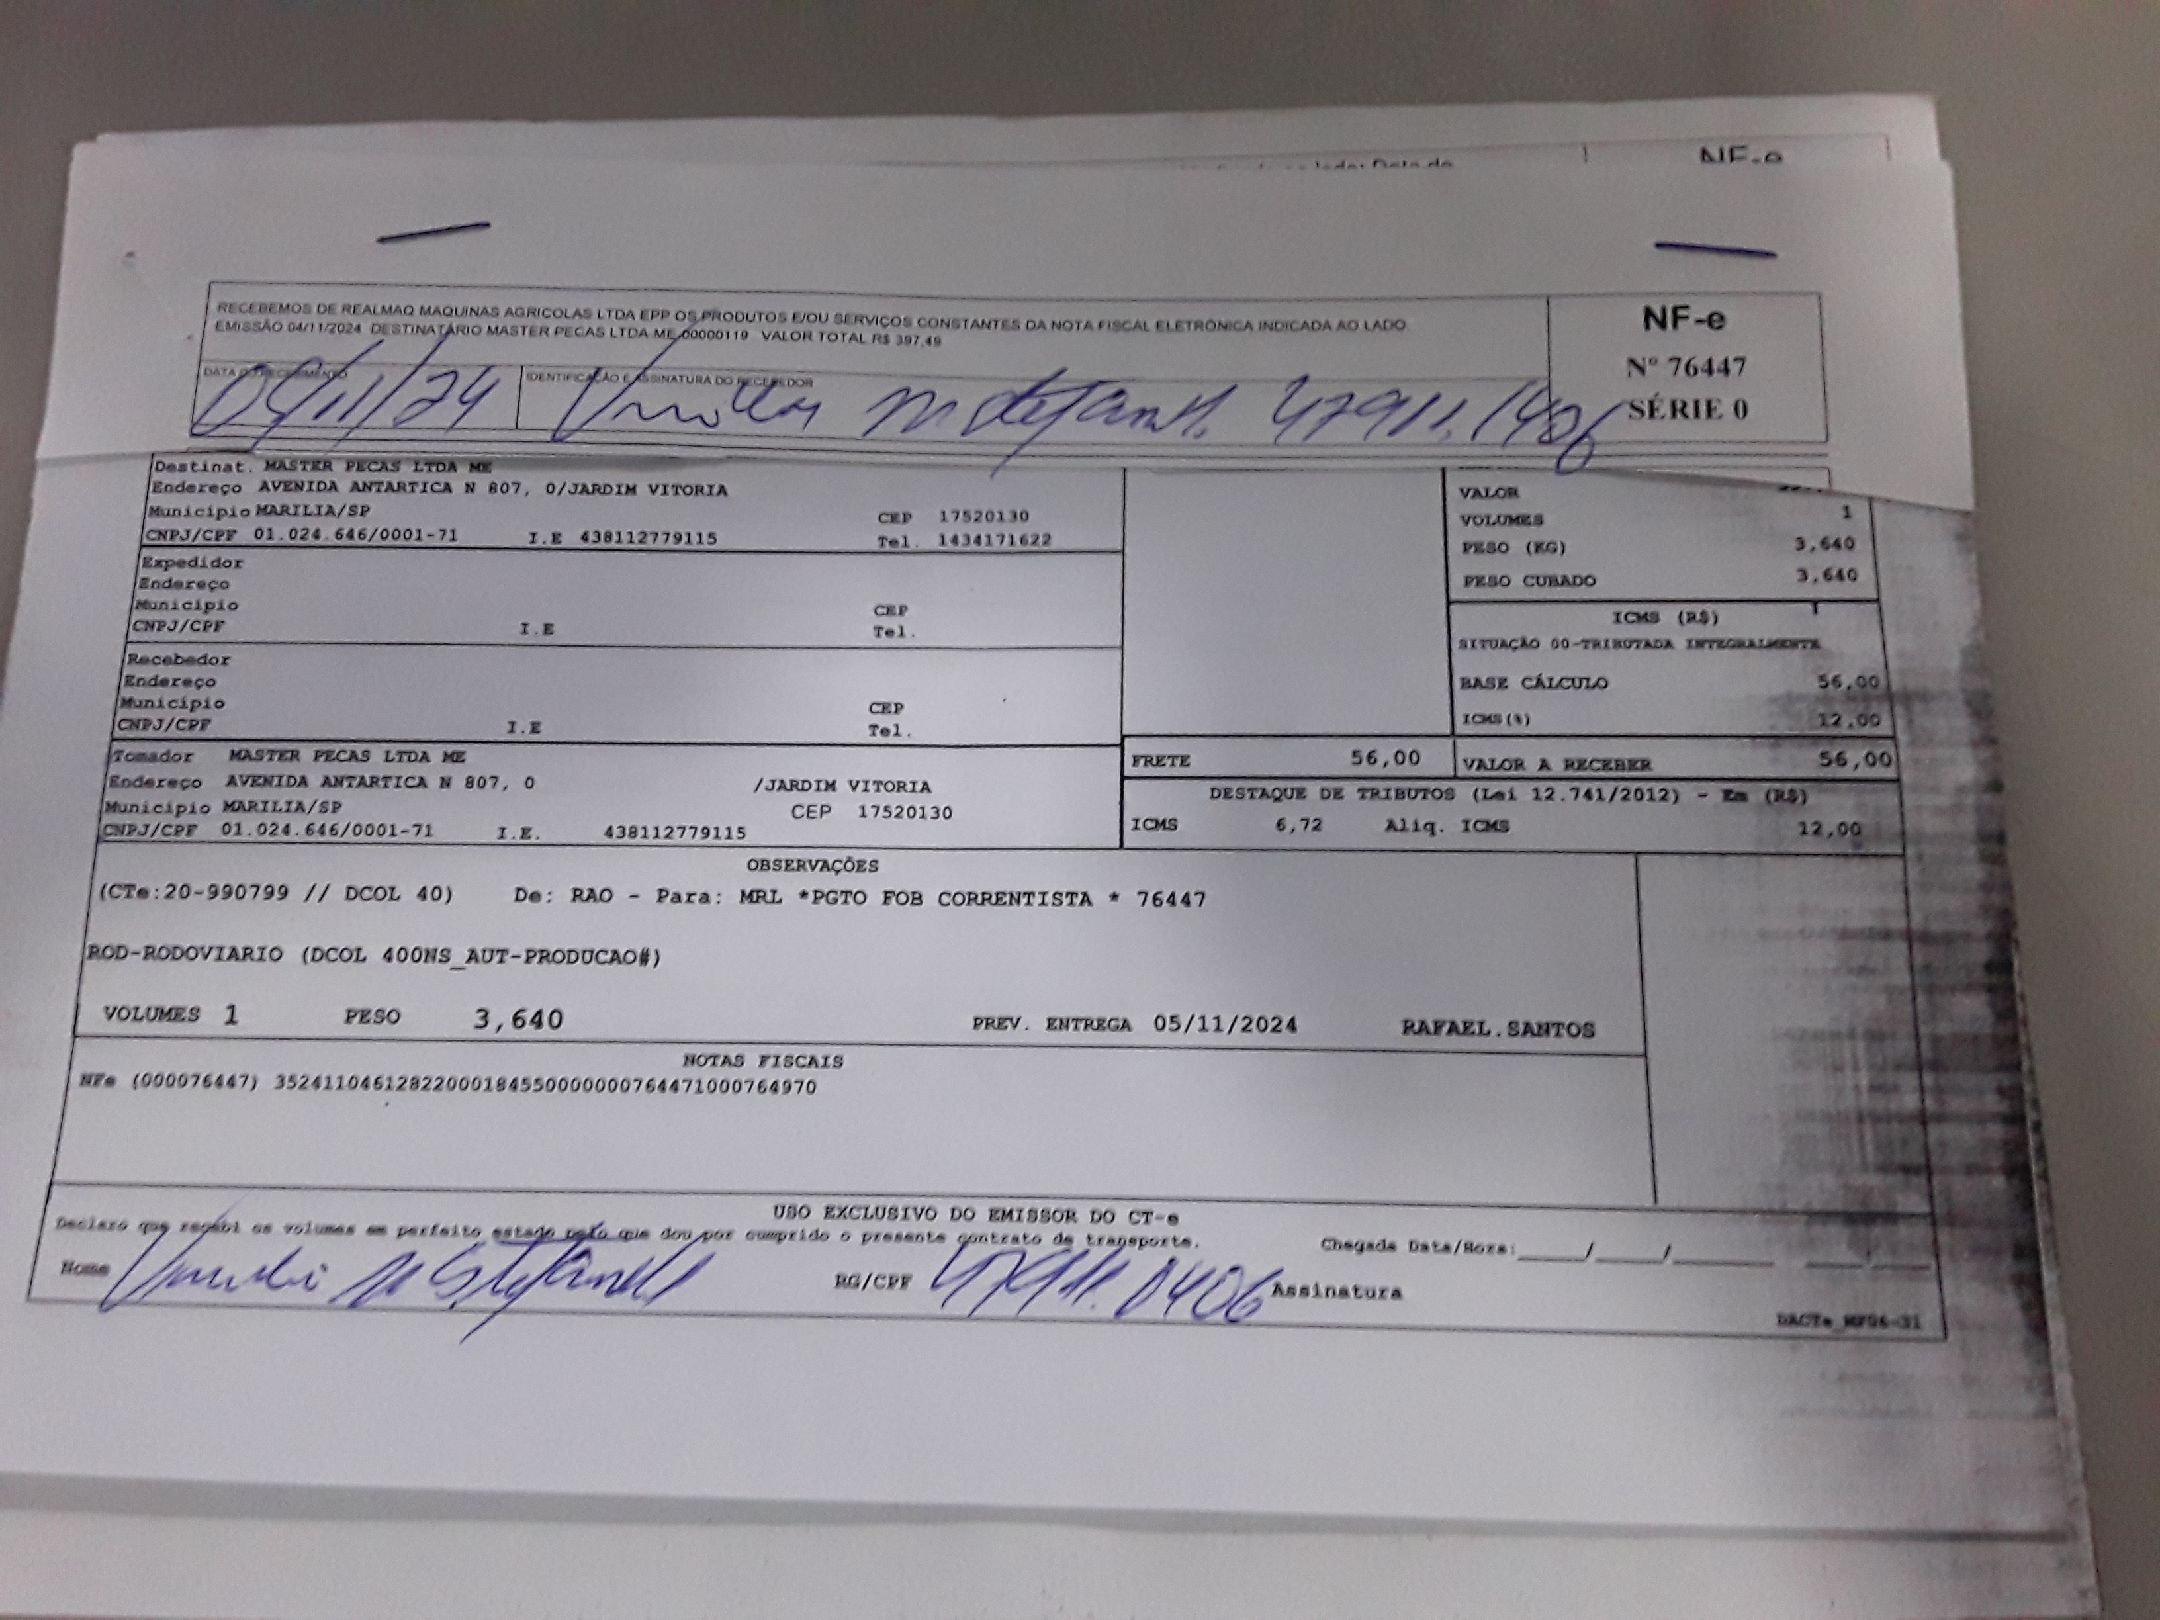 NF-e
RECEBEMOS DE REALMAQ MAQUINAS AGRICOLAS LTDA EPP OS PRODUTOS E/OU SERVIÇOS CONSTANTES DA NOTA FISCAL ELETRÔNICA INDICADA AO LADO
EMISSÃO 04/11/2024 DESTINATÁRIO MASTER PECAS LTDA ME 00000119 VALOR TOTAL R$ 397,49
NF-e
Nº 76447
SÉRIE 0
DATA DO RECEBIMENTO
IDENTIFICAÇÃO E ASSINATURA DO RECEBEDOR
05/11/24
Destinat. MASTER PECAS LTDA ME
Endereço AVENIDA ANTARTICA N 807, 0/JARDIM VITORIA
Município MARILIA/SP CEP 17520130
CNPJ/CPF 01.024.646/0001-71 I.E 438112779115 Tel. 1434171622
VALOR
VOLUMES 1
PESO (KG) 3,640
PESO CUBADO 3,640
Expedidor
Endereço
Município CEP
CNPJ/CPF I.E Tel.
ICMS (R$)
SITUAÇÃO 00-TRIBUTADA INTEGRALMENTE
BASE CÁLCULO 56,00
ICMS(%) 12,00
Recebedor
Endereço
Município CEP
CNPJ/CPF I.E Tel.
Tomador MASTER PECAS LTDA ME
Endereço AVENIDA ANTARTICA N 807, 0 /JARDIM VITORIA
Município MARILIA/SP CEP 17520130
CNPJ/CPF 01.024.646/0001-71 I.E. 438112779115
FRETE 56,00 VALOR A RECEBER 56,00
DESTAQUE DE TRIBUTOS (Lei 12.741/2012) - Em (R$)
ICMS 6,72 Aliq. ICMS 12,00
OBSERVAÇÕES
(CTe:20-990799 // DCOL 40) De: RAO - Para: MRL *PGTO FOB CORRENTISTA * 76447
ROD-RODOVIARIO (DCOL 400NS_AUT-PRODUCAO#)
VOLUMES 1 PESO 3,640 PREV. ENTREGA 05/11/2024 RAFAEL.SANTOS
NOTAS FISCAIS
NFe (000076447) 35241104612822000184550000000764471000764970
USO EXCLUSIVO DO EMISSOR DO CT-e
Declaro que recebi os volumes em perfeito estado pelo que dou por cumprido o presente contrato de transporte.
Chegada Data/Hora: / /
Nome RG/CPF Assinatura